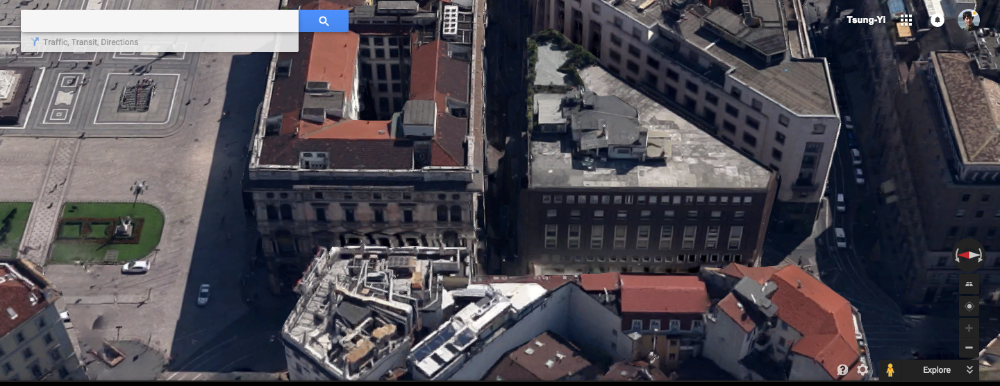 Tsung-Yi
Traffic, Transit, Directions
Explore